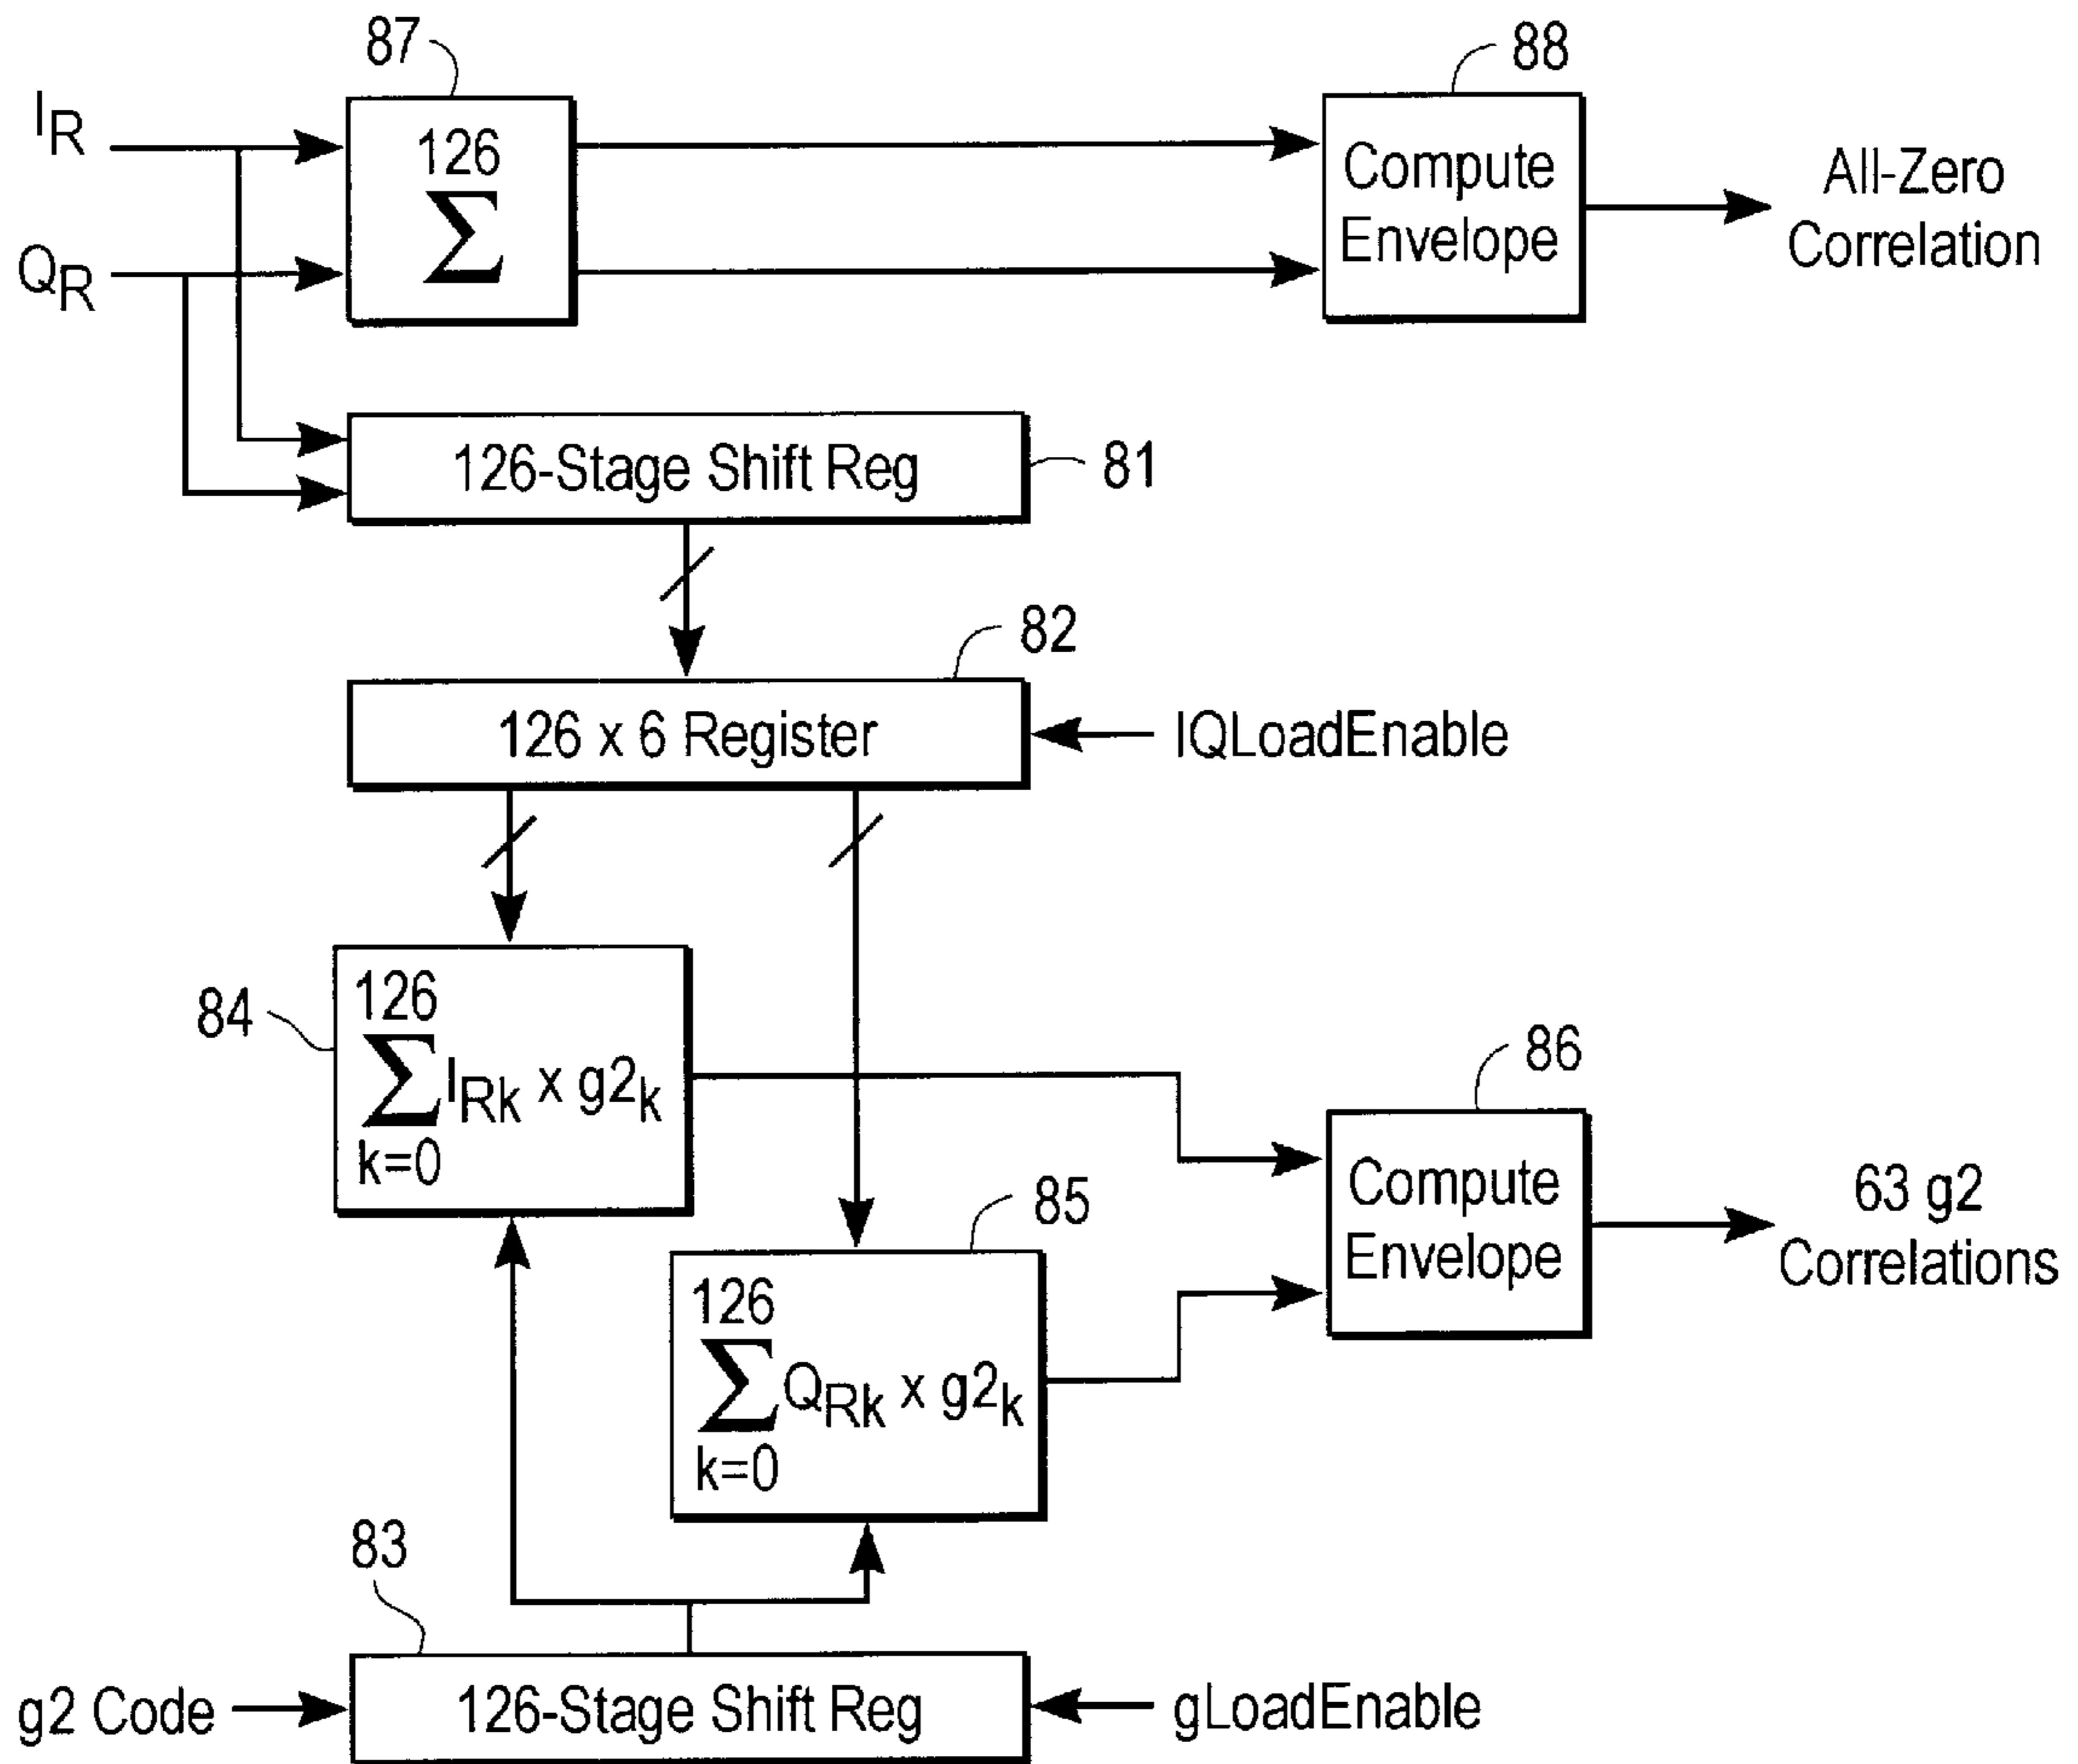 87
88
I_R
126
Σ
Compute
Envelope
All-Zero
Correlation
Q_R
126-Stage Shift Reg
81
82
126 x 6 Register
IQLoadEnable
84
126
Σ I_Rk x g2_k
k=0
86
Compute
Envelope
63 g2
Correlations
85
126
Σ Q_Rk x g2_k
k=0
83
g2 Code
126-Stage Shift Reg
gLoadEnable